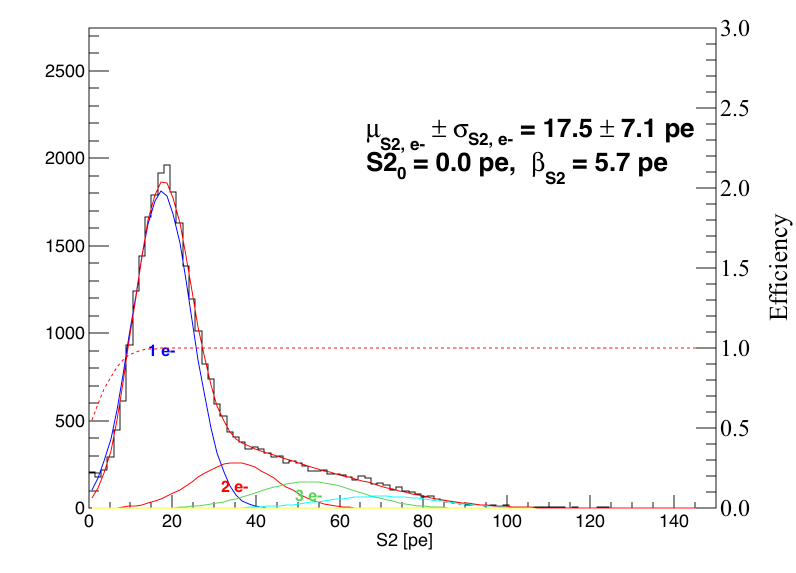 3.0
2500
2.5
μS2, e- ± σS2, e- = 17.5 ± 7.1 pe
2000
S20 = 0.0 pe, βS2 = 5.7 pe
2.0
1500
1.5
Efficiency
1000
1 e-
1.0
500
0.5
2 e-
3 e-
0
0.0
0 20 40 60 80 100 120 140
S2 [pe]